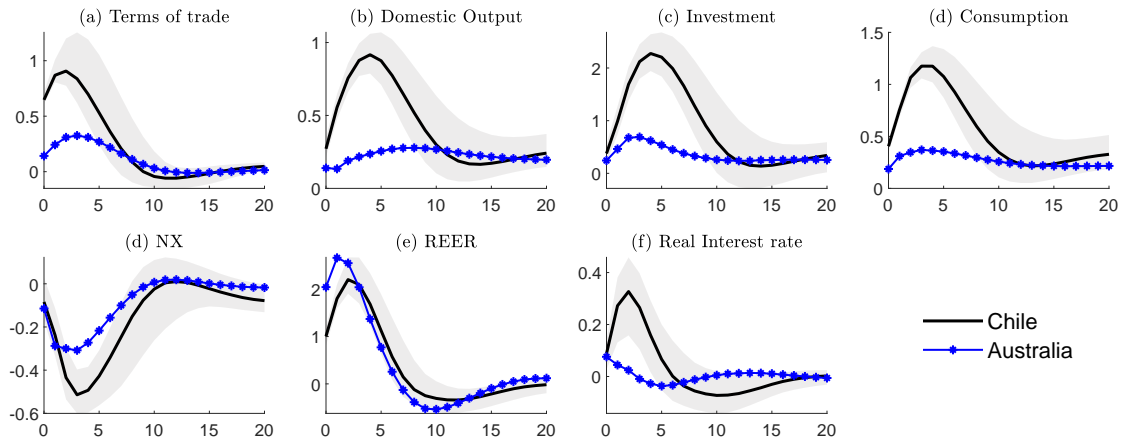 (a) Terms of trade
(b) Domestic Output
(c) Investment
(d) Consumption
1
0.5
0
0 5 10 15 20
1
0.5
0
0 5 10 15 20
2
1
0
0 5 10 15 20
1.5
1
0.5
0
0 5 10 15 20
(d) NX
(e) REER
(f) Real Interest rate
0
-0.2
-0.4
-0.6
0 5 10 15 20
2
1
0
0 5 10 15 20
0.4
0.2
0
0 5 10 15 20
Chile
Australia